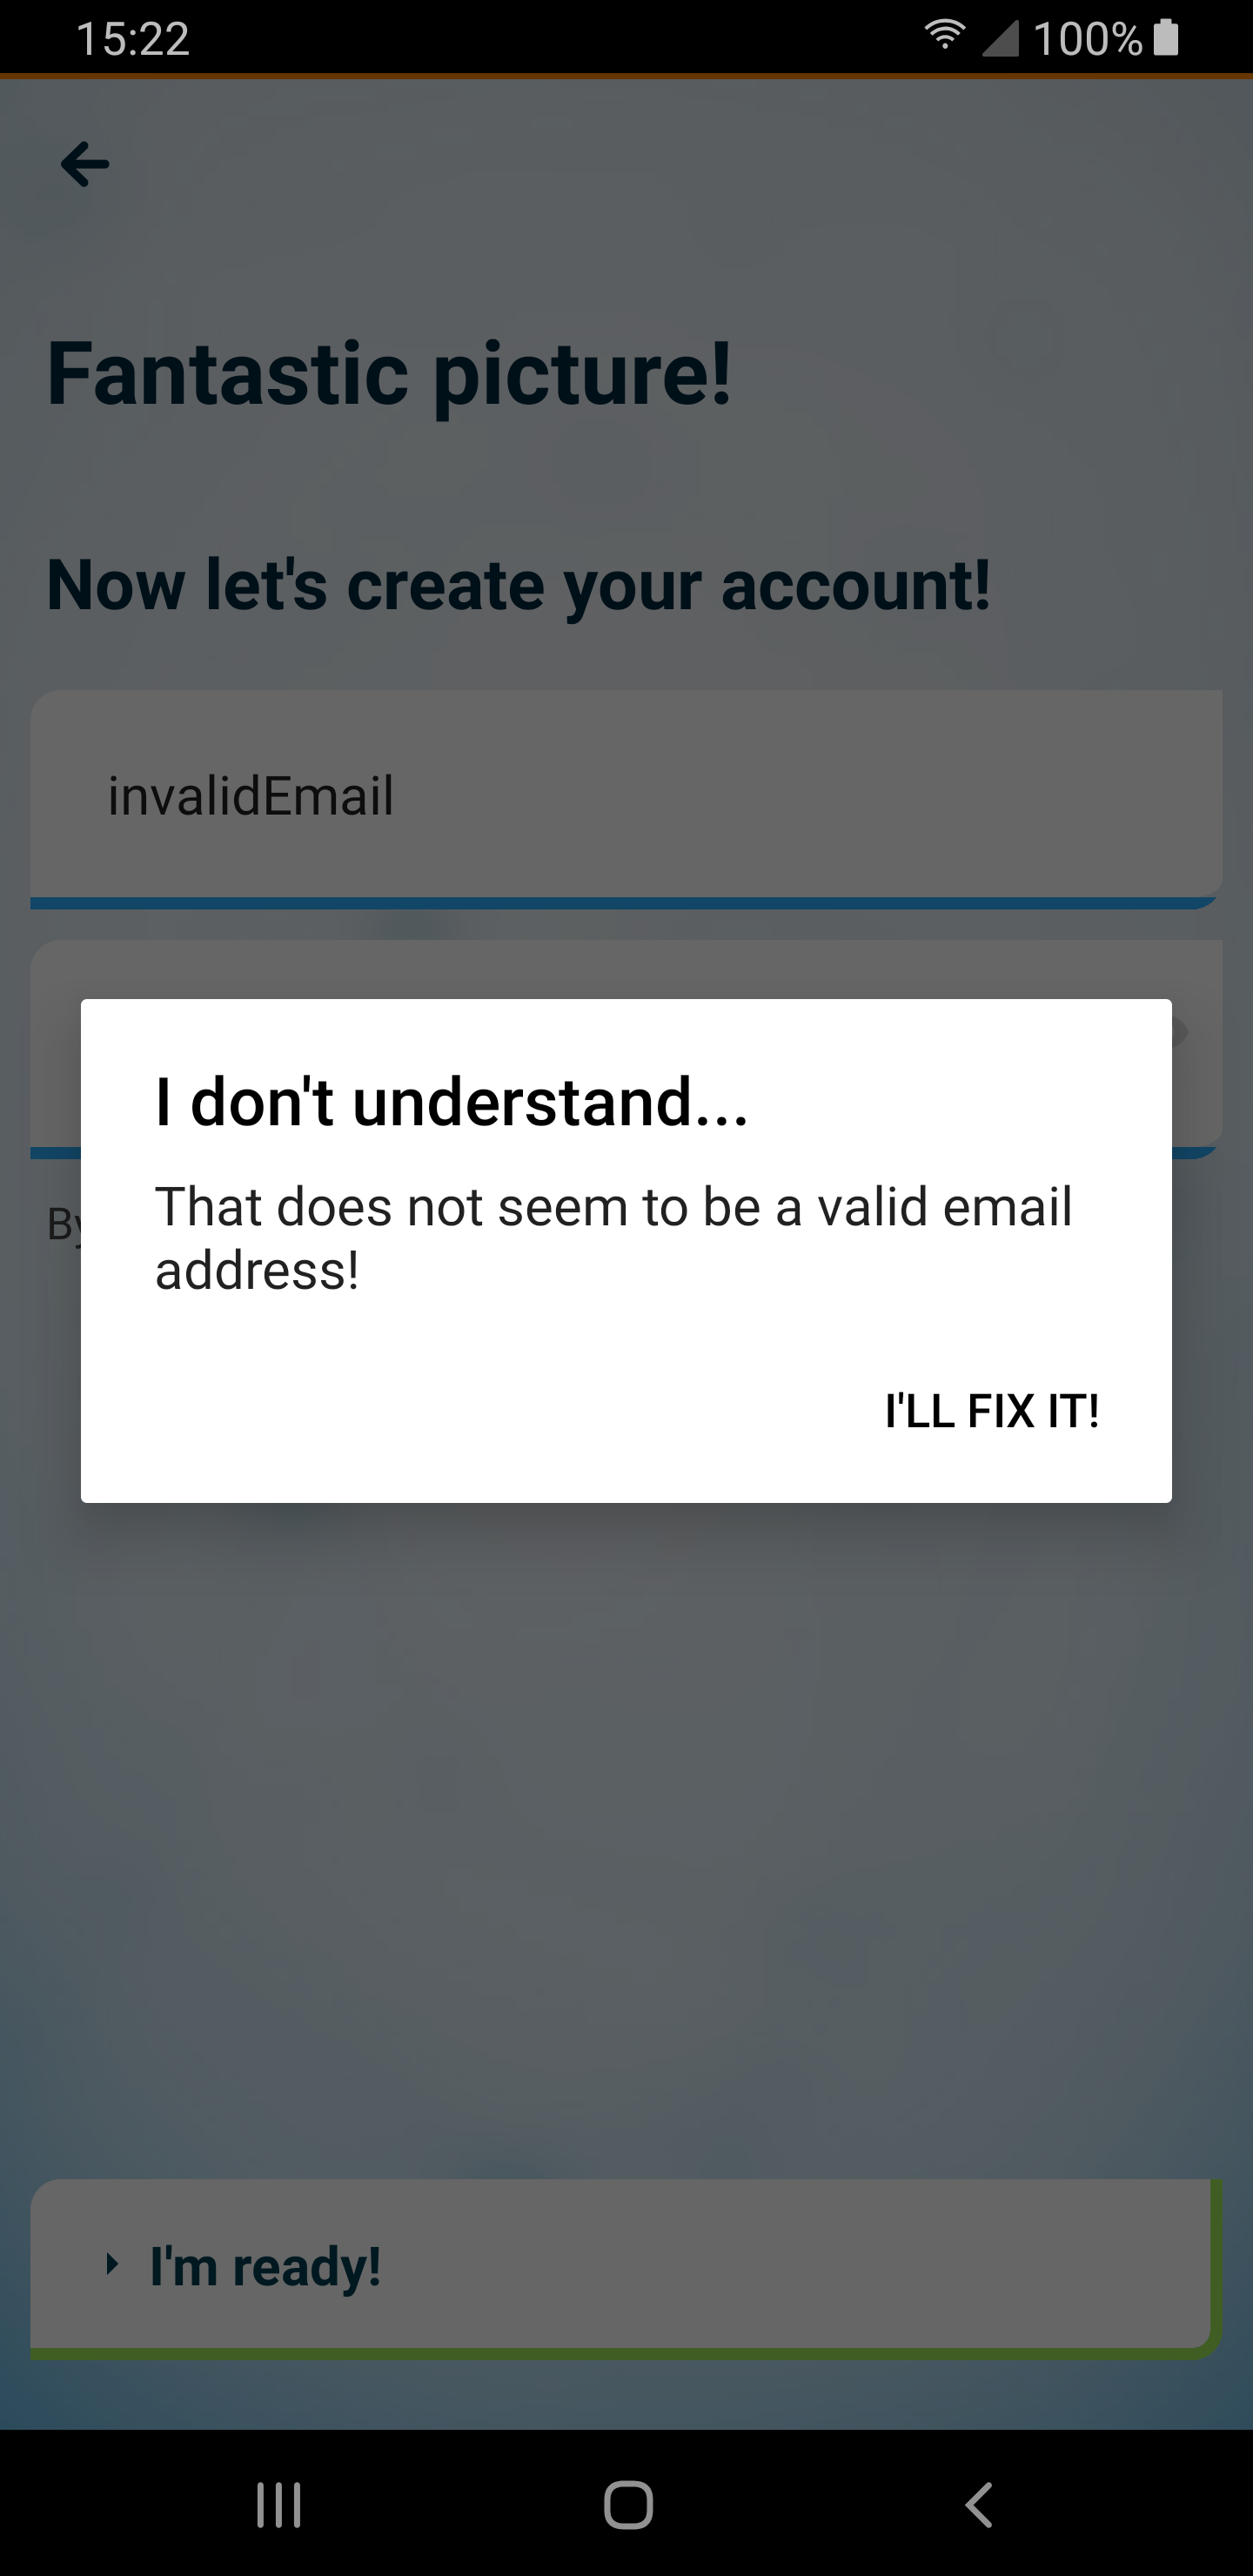 15:22
100%
Fantastic picture!
Now let's create your account!
invalidEmail
I don't understand...
That does not seem to be a valid email
address!
By
I'LL FIX IT!
I'm ready!